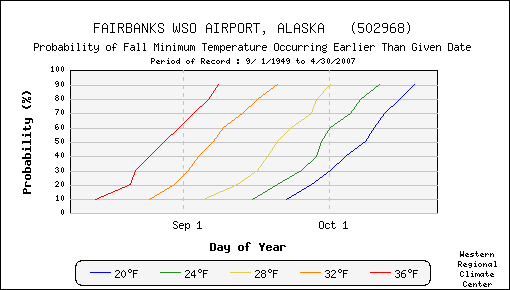 FAIRBANKS WSO AIRPORT, ALASKA (502968)
Probability of Fall Minimum Temperature Occurring Earlier Than Given Date
Period of Record : 9/ 1/1949 to 4/30/2007
Probability (%)
100
90
80
70
60
50
40
30
20
10
0
Sep 1 Oct 1
Day of Year
20°F 24°F 28°F 32°F 36°F
Western
Regional
Climate
Center